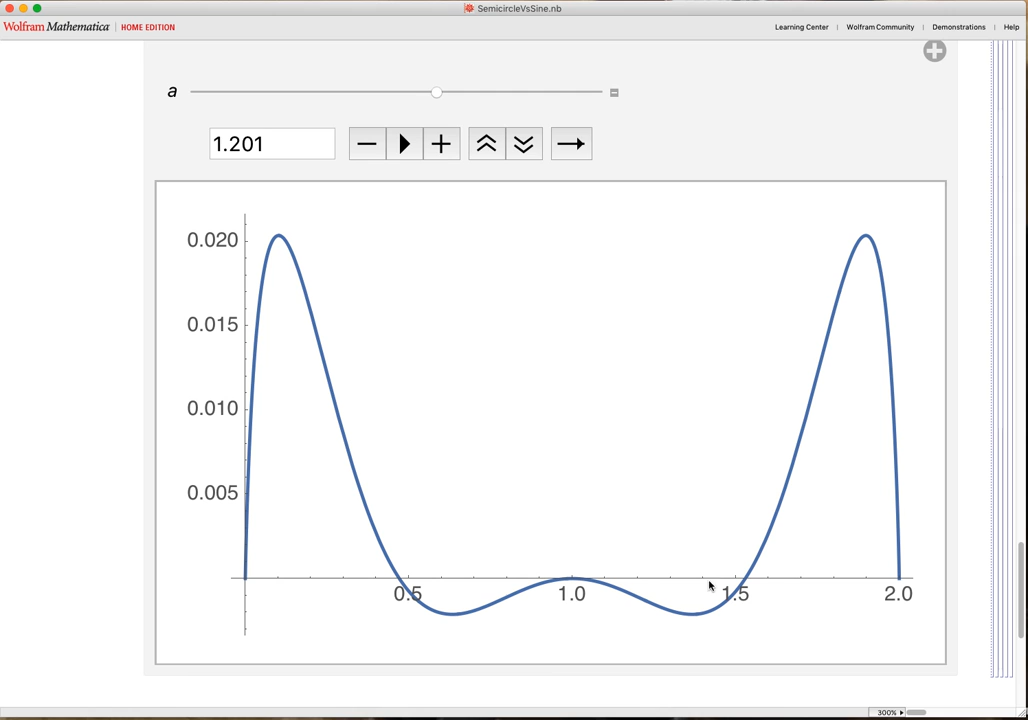 SemicircleVsSine.nb
Wolfram Mathematica | HOME EDITION
Learning Center | Wolfram Community | Demonstrations | Help
a
1.201
0.020
0.015
0.010
0.005
0.5 1.0 1.5 2.0
300%